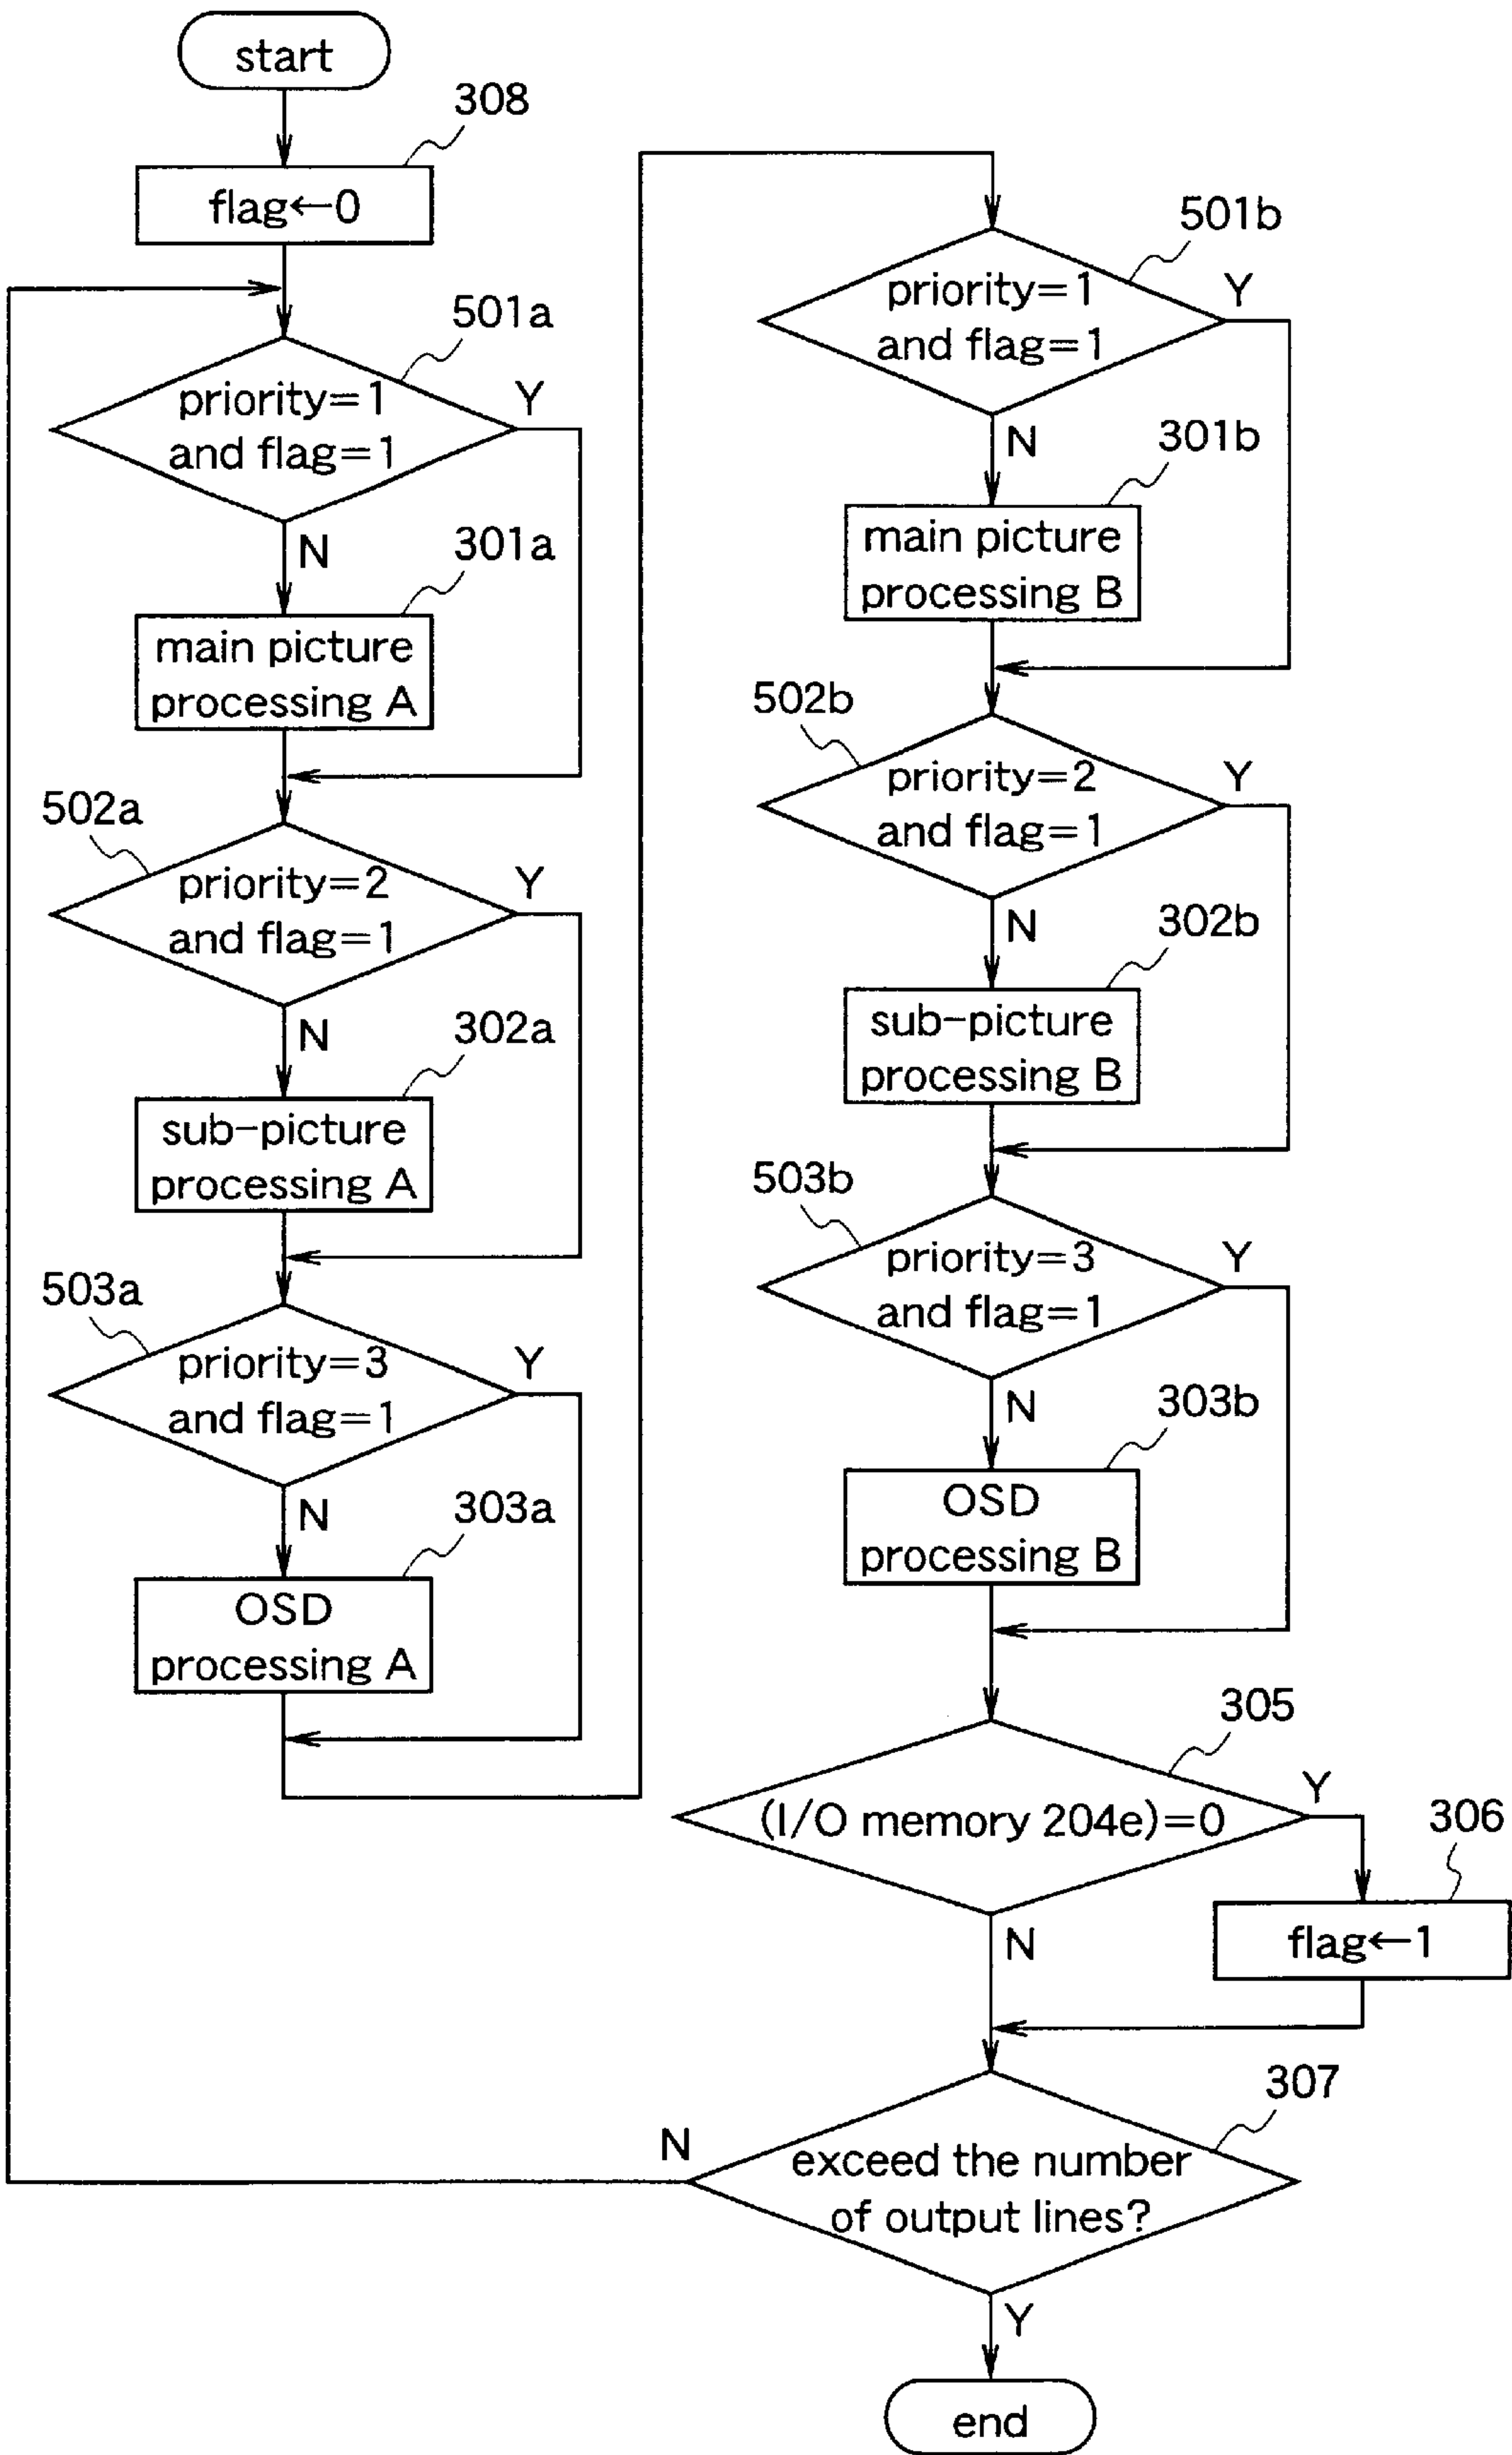 start
308
flag←0
501a
priority=1
and flag=1
Y
N
301a
main picture
processing A
502a
priority=2
and flag=1
Y
N
302a
sub-picture
processing A
503a
priority=3
and flag=1
Y
N
303a
OSD
processing A
501b
priority=1
and flag=1
Y
N
301b
main picture
processing B
502b
priority=2
and flag=1
Y
N
302b
sub-picture
processing B
503b
priority=3
and flag=1
Y
N
303b
OSD
processing B
305
(I/O memory 204e)=0
Y
306
flag←1
N
307
exceed the number
of output lines?
N
Y
end